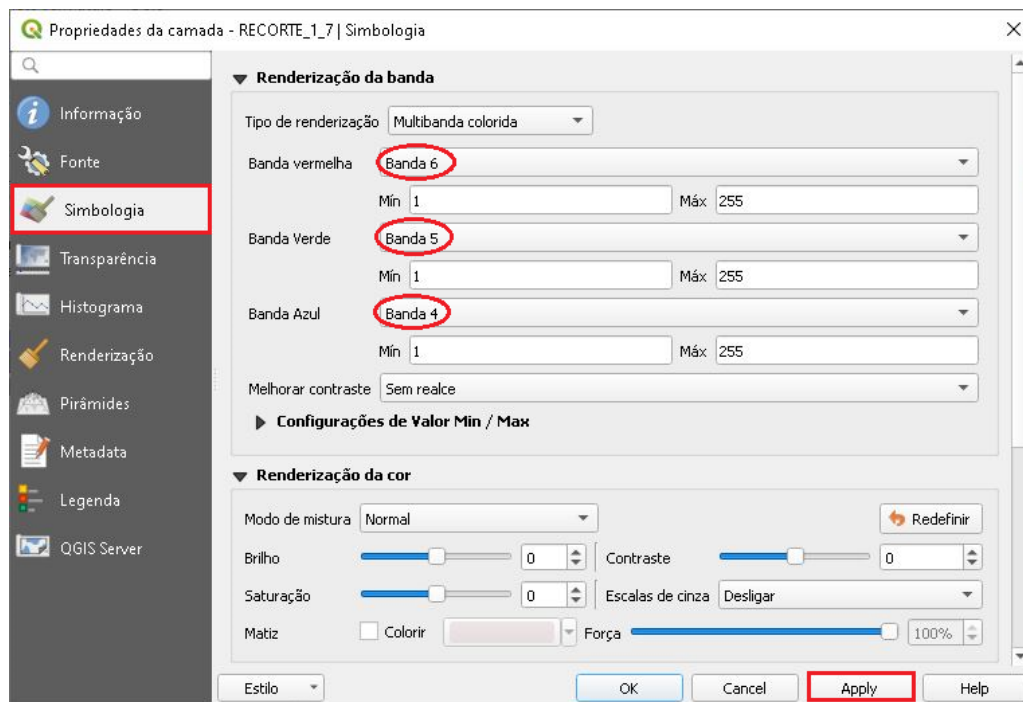 Propriedades da camada - RECORTE_1_7 | Simbologia
Informação
Fonte
Simbologia
Transparência
Histograma
Renderização
Pirâmides
Metadata
Legenda
QGIS Server
Renderização da banda
Tipo de renderização Multibanda colorida
Banda vermelha Banda 6
Mín 1 Máx 255
Banda Verde Banda 5
Mín 1 Máx 255
Banda Azul Banda 4
Mín 1 Máx 255
Melhorar contraste Sem realce
Configurações de Valor Min / Max
Renderização da cor
Modo de mistura Normal Redefinir
Brilho 0 Contraste 0
Saturação 0 Escalas de cinza Desligar
Matiz Colorir Força 100%
Estilo OK Cancel Apply Help